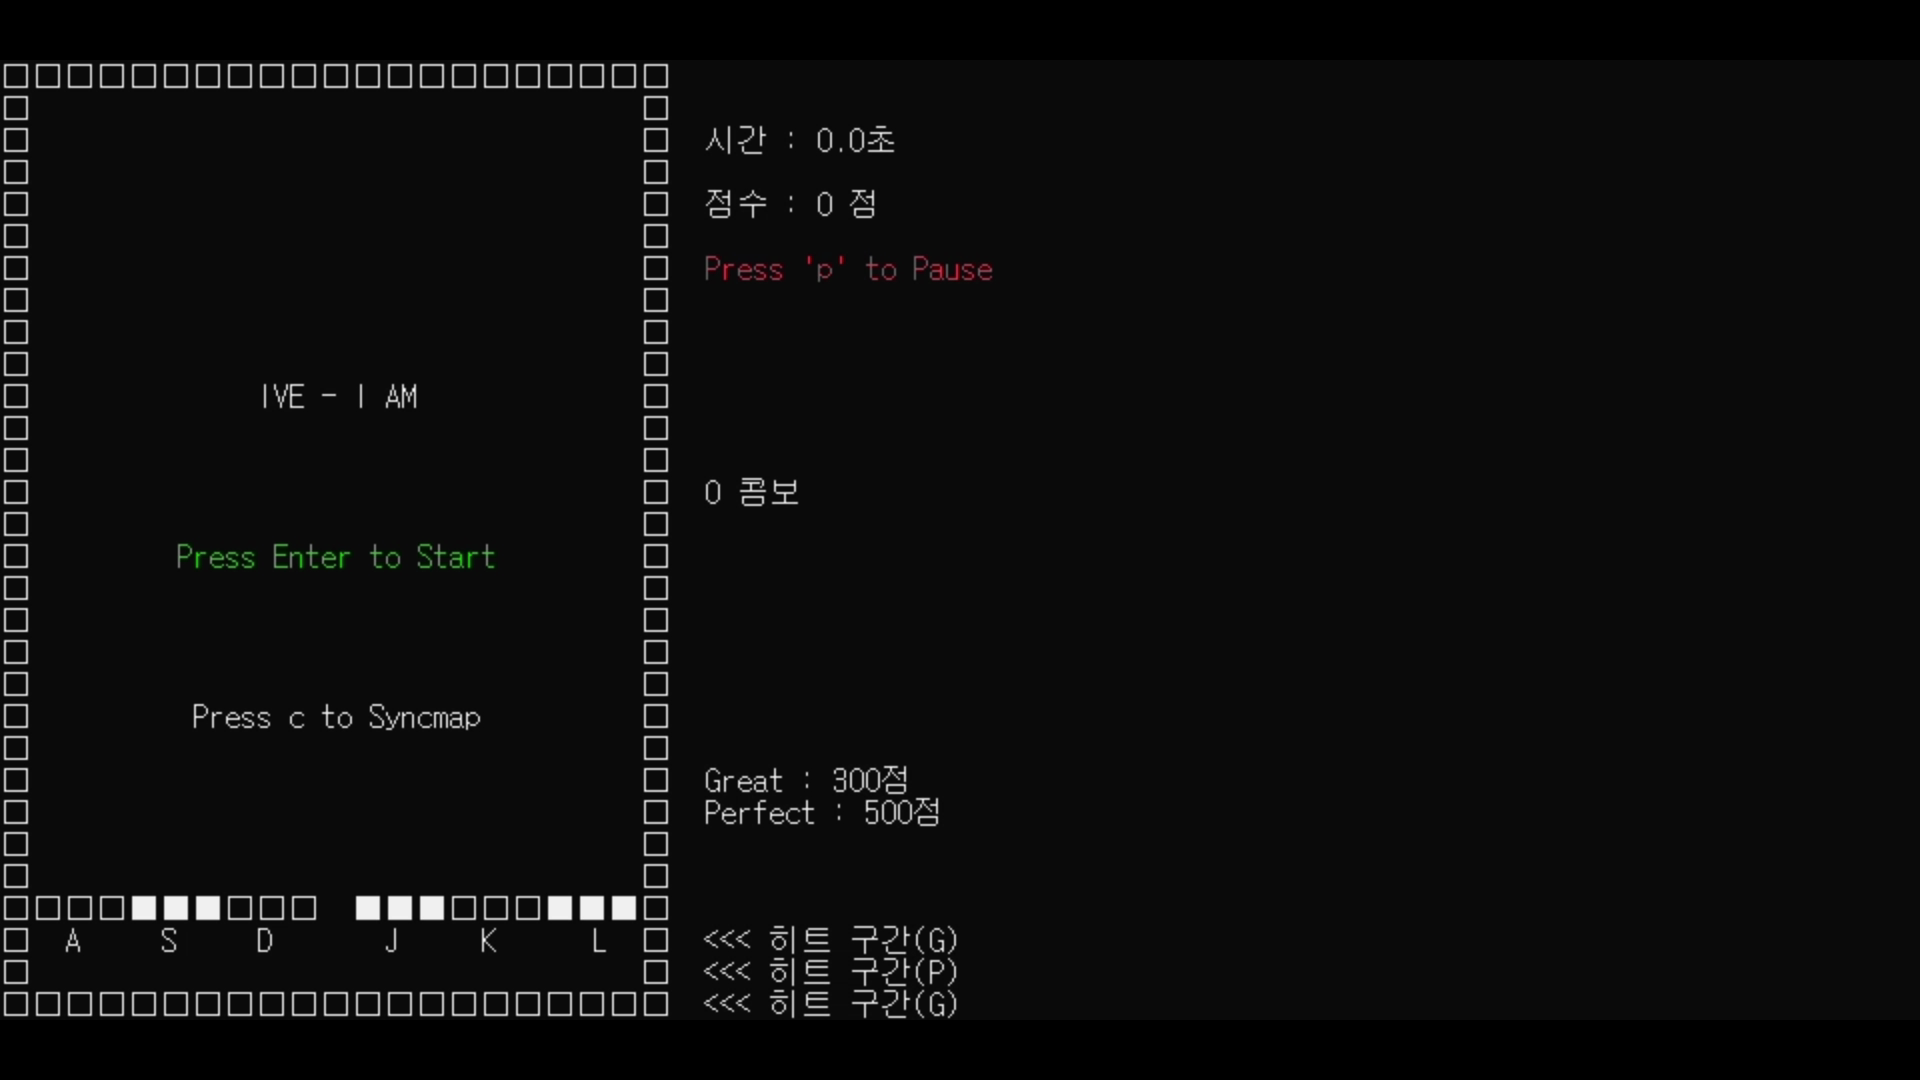 시간 : 0.0초
점수 : 0 점
Press 'p' to Pause
IVE - I AM
0 콤보
Press Enter to Start
Press c to Syncmap
Great : 300점
Perfect : 500점
A S D J K L
<<< 히트 구간(G)
<<< 히트 구간(P)
<<< 히트 구간(G)